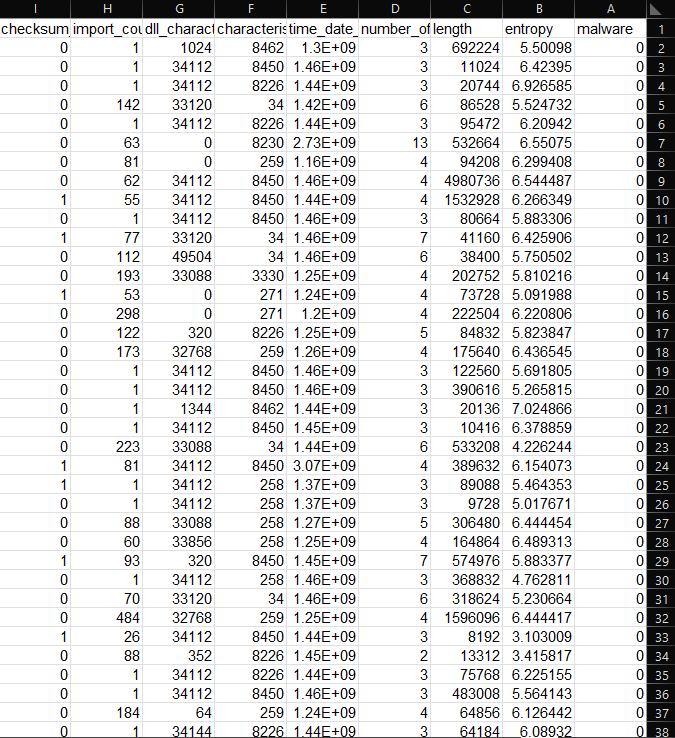 I H G F E D C B A
checksum_ import_cou dll_charact characteris time_date_ number_of length entropy malware 1
0 1 1024 8462 1.3E+09 3 692224 5.50098 0 2
0 1 34112 8450 1.46E+09 3 11024 6.42395 0 3
0 1 34112 8226 1.44E+09 3 20744 6.926585 0 4
0 142 33120 34 1.42E+09 6 86528 5.524732 0 5
0 1 34112 8226 1.44E+09 3 95472 6.20942 0 6
0 63 0 8230 2.73E+09 13 532664 6.55075 0 7
0 81 0 259 1.16E+09 4 94208 6.299408 0 8
0 62 34112 8450 1.46E+09 4 4980736 6.544487 0 9
1 55 34112 8450 1.44E+09 4 1532928 6.266349 0 10
0 1 34112 8450 1.46E+09 3 80664 5.883306 0 11
1 77 33120 34 1.46E+09 7 41160 6.425906 0 12
0 112 49504 34 1.46E+09 6 38400 5.750502 0 13
0 193 33088 3330 1.25E+09 4 202752 5.810216 0 14
1 53 0 271 1.24E+09 4 73728 5.091988 0 15
0 298 0 271 1.2E+09 4 222504 6.220806 0 16
0 122 320 8226 1.25E+09 5 84832 5.823847 0 17
0 173 32768 259 1.26E+09 4 175640 6.436545 0 18
0 1 34112 8450 1.46E+09 3 122560 5.691805 0 19
0 1 34112 8450 1.46E+09 3 390616 5.265815 0 20
0 1 1344 8462 1.44E+09 3 20136 7.024866 0 21
0 1 34112 8450 1.45E+09 3 10416 6.378859 0 22
0 223 33088 34 1.44E+09 6 533208 4.226244 0 23
1 81 34112 8450 3.07E+09 4 389632 6.154073 0 24
1 1 34112 258 1.37E+09 3 89088 5.464353 0 25
0 1 34112 258 1.37E+09 3 9728 5.017671 0 26
0 88 33088 258 1.27E+09 5 306480 6.444454 0 27
0 60 33856 258 1.25E+09 4 164864 6.489313 0 28
1 93 320 8450 1.45E+09 7 574976 5.883377 0 29
0 1 34112 258 1.46E+09 3 368832 4.762811 0 30
0 70 33120 34 1.46E+09 6 318624 5.230664 0 31
0 484 32768 259 1.25E+09 4 1596096 6.444417 0 32
1 26 34112 8450 1.44E+09 3 8192 3.103009 0 33
0 88 352 8226 1.45E+09 2 13312 3.415817 0 34
0 1 34112 8226 1.44E+09 3 75768 6.225155 0 35
0 1 34112 8450 1.46E+09 3 483008 5.564143 0 36
0 184 64 259 1.24E+09 4 64856 6.126442 0 37
0 1 34144 8226 1.44E+09 3 64184 6.08932 0 38